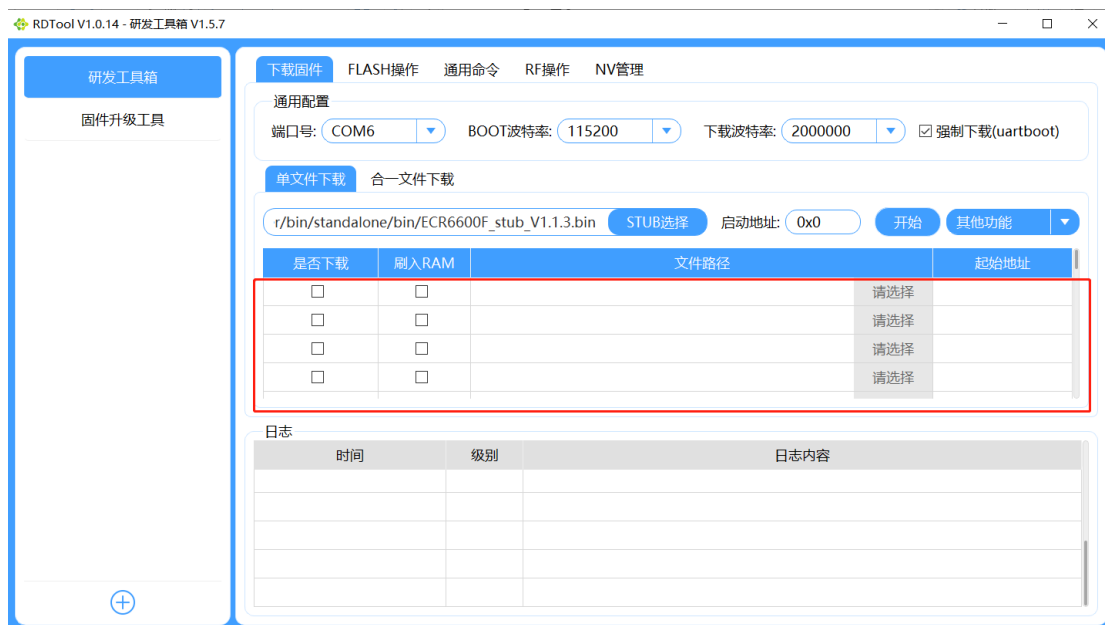 RDTool V1.0.14 - 研发工具箱 V1.5.7
研发工具箱
固件升级工具
下载固件 FLASH操作 通用命令 RF操作 NV管理
通用配置
端口号: COM6 BOOT波特率: 115200 下载波特率: 2000000 强制下载(uartboot)
单文件下载 合一文件下载
r/bin/standalone/bin/ECR6600F_stub_V1.1.3.bin STUB选择 启动地址: 0x0 开始 其他功能
是否下载 刷入RAM 文件路径 起始地址
请选择
请选择
请选择
请选择
日志
时间 级别 日志内容